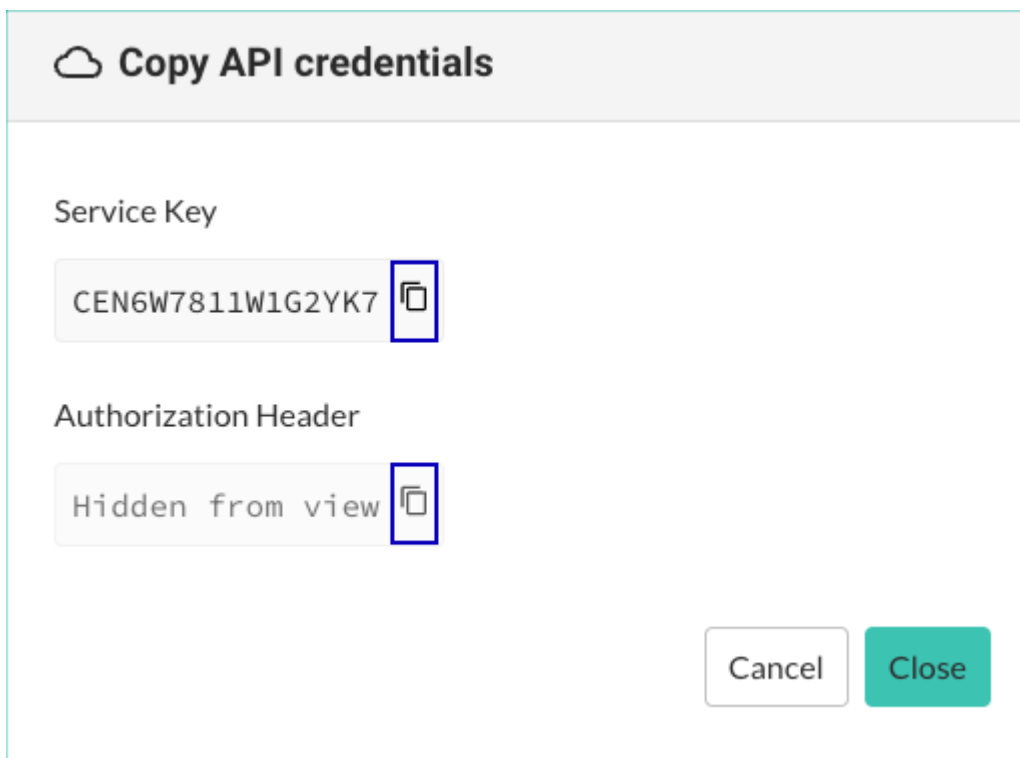 Copy API credentials
Service Key
CEN6W7811W1G2YK7
Authorization Header
Hidden from view
Cancel
Close